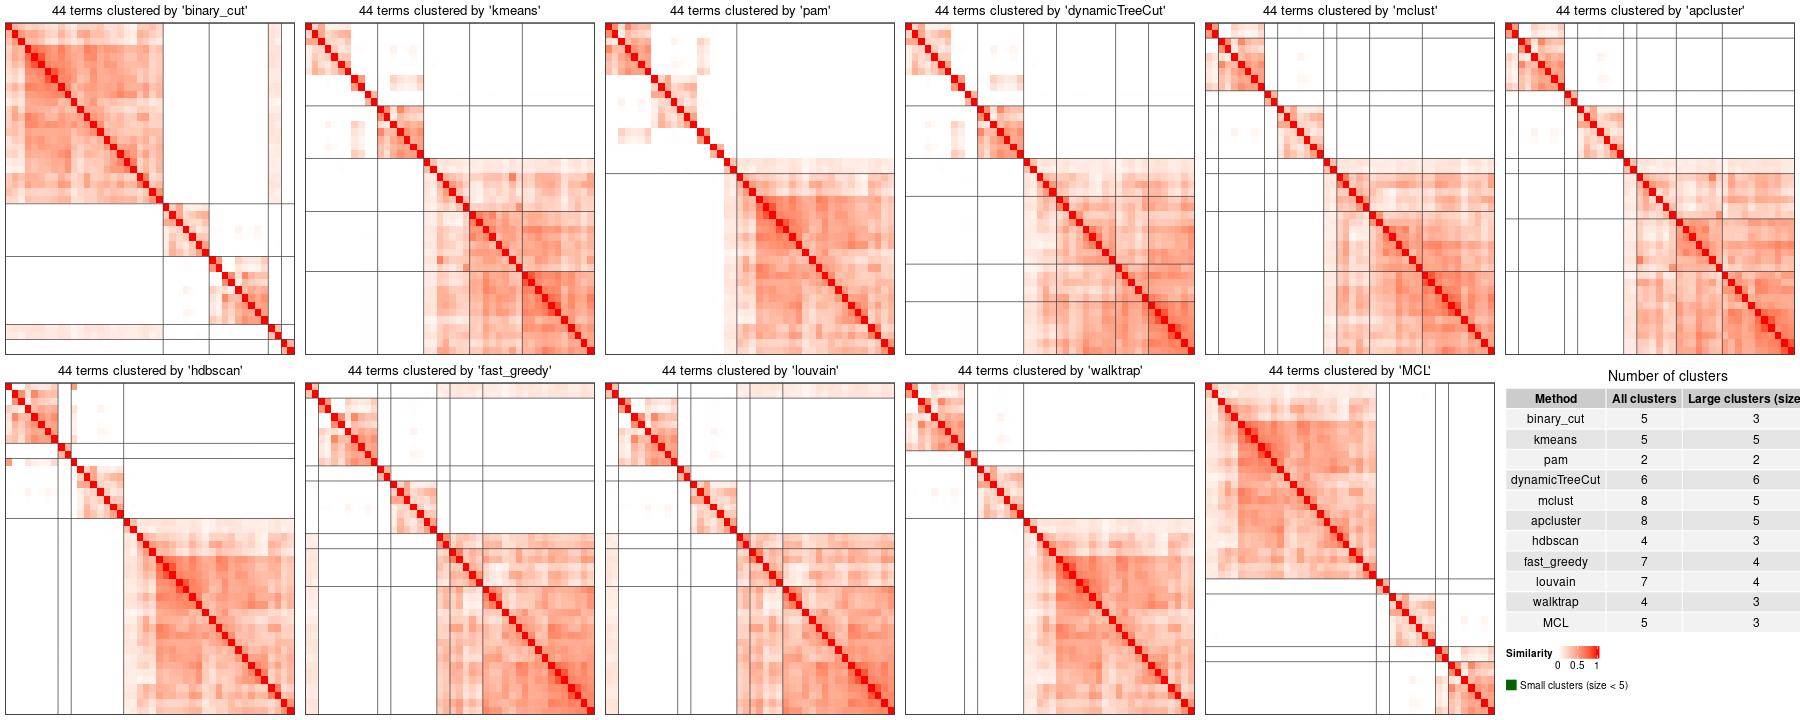 44 terms clustered by 'binary_cut'
44 terms clustered by 'kmeans'
44 terms clustered by 'pam'
44 terms clustered by 'dynamicTreeCut'
44 terms clustered by 'mclust'
44 terms clustered by 'apcluster'
44 terms clustered by 'hdbscan'
44 terms clustered by 'fast_greedy'
44 terms clustered by 'louvain'
44 terms clustered by 'walktrap'
44 terms clustered by 'MCL'
Number of clusters
Method All clusters Large clusters (size
binary_cut 5 3
kmeans 5 5
pam 2 2
dynamicTreeCut 6 6
mclust 8 5
apcluster 8 5
hdbscan 4 3
fast_greedy 7 4
louvain 7 4
walktrap 4 3
MCL 5 3
Similarity
0 0.5 1
Small clusters (size < 5)